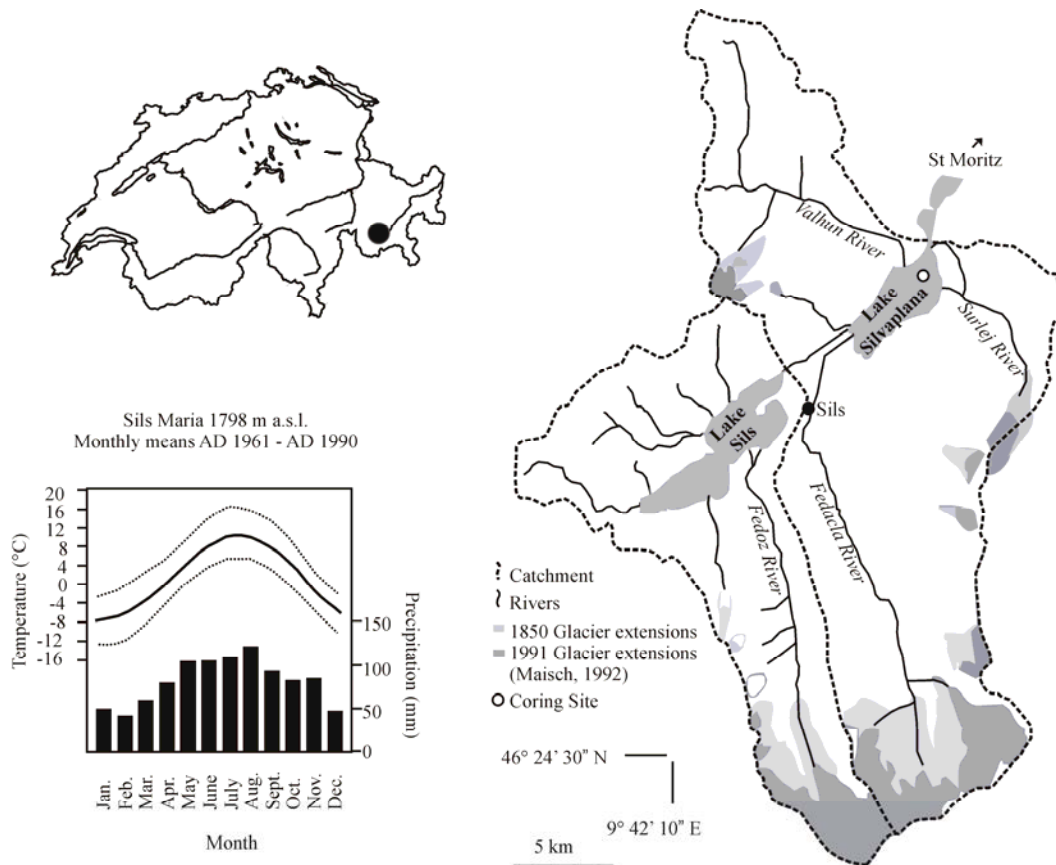 Sils Maria 1798 m a.s.l.
Monthly means AD 1961 - AD 1990
Temperature (°C)
20
16
12
8
4
0
-4
-8
-12
-16
150
100
50
0
Precipitation (mm)
Jan.
Feb.
Mar.
Apr.
May
June
July
Aug.
Sept.
Oct.
Nov.
Dec.
Month
St Moritz
Valhun River
Lake
Silvaplana
Surlej River
Sils
Lake
Sils
Fedoz River
Fedacla River
Catchment
Rivers
1850 Glacier extensions
1991 Glacier extensions
(Maisch, 1992)
Coring Site
46° 24' 30" N
9° 42' 10" E
5 km